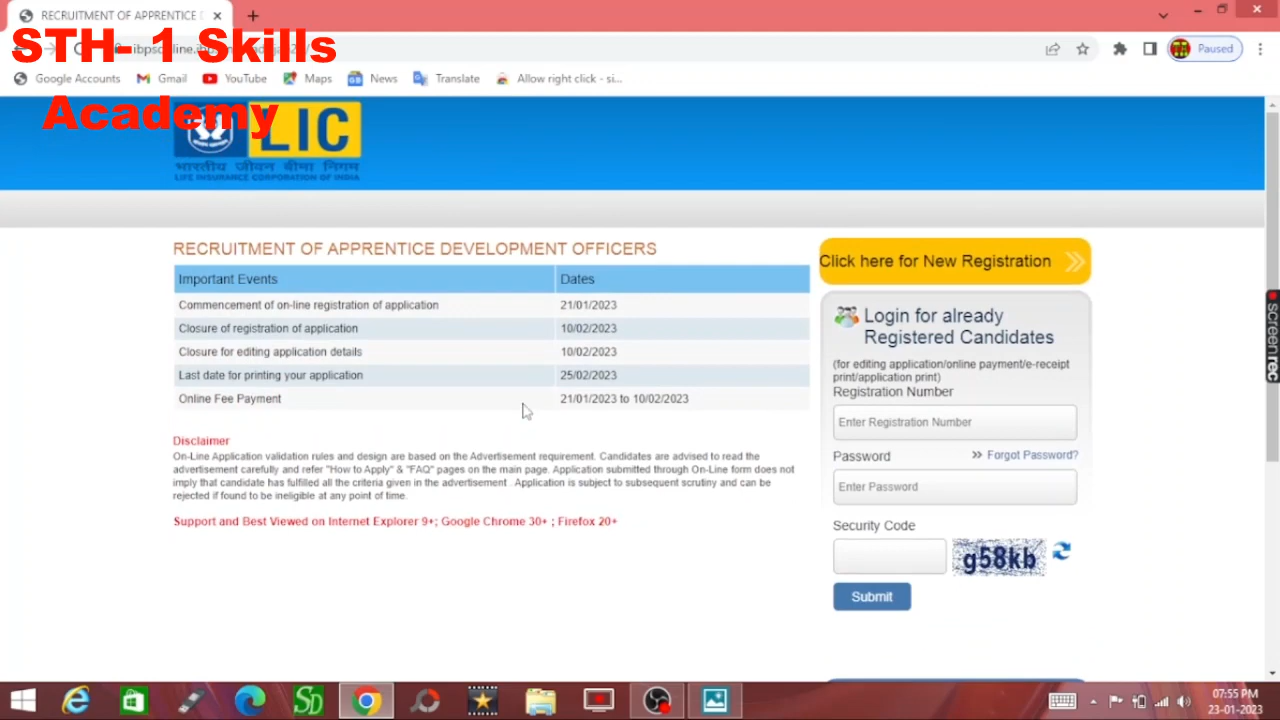 RECRUITMENT OF APPRENTICE
STH- 1 Skills
Paused
Google Accounts Gmail YouTube Maps News Translate Allow right click - si...
Academy
LIC
भारतीय जीवन बीमा निगम
LIFE INSURANCE CORPORATION OF INDIA
RECRUITMENT OF APPRENTICE DEVELOPMENT OFFICERS
Important Events Dates
Commencement of on-line registration of application 21/01/2023
Closure of registration of application 10/02/2023
Closure for editing application details 10/02/2023
Last date for printing your application 25/02/2023
Online Fee Payment 21/01/2023 to 10/02/2023
Disclaimer
On-Line Application validation rules and design are based on the Advertisement requirement. Candidates are advised to read the
advertisement carefully and refer "How to Apply" & "FAQ" pages on the main page. Application submitted through On-Line form does not
imply that candidate has fulfilled all the criteria given in the advertisement . Application is subject to subsequent scrutiny and can be
rejected if found to be ineligible at any point of time.
Support and Best Viewed on Internet Explorer 9+; Google Chrome 30+ ; Firefox 20+
Click here for New Registration
Login for already
Registered Candidates
(for editing application/online payment/e-receipt
print/application print)
Registration Number
Enter Registration Number
Password >> Forgot Password?
Enter Password
Security Code
g58kb
Submit
screenrec
SD
07:55 PM
23-01-2023